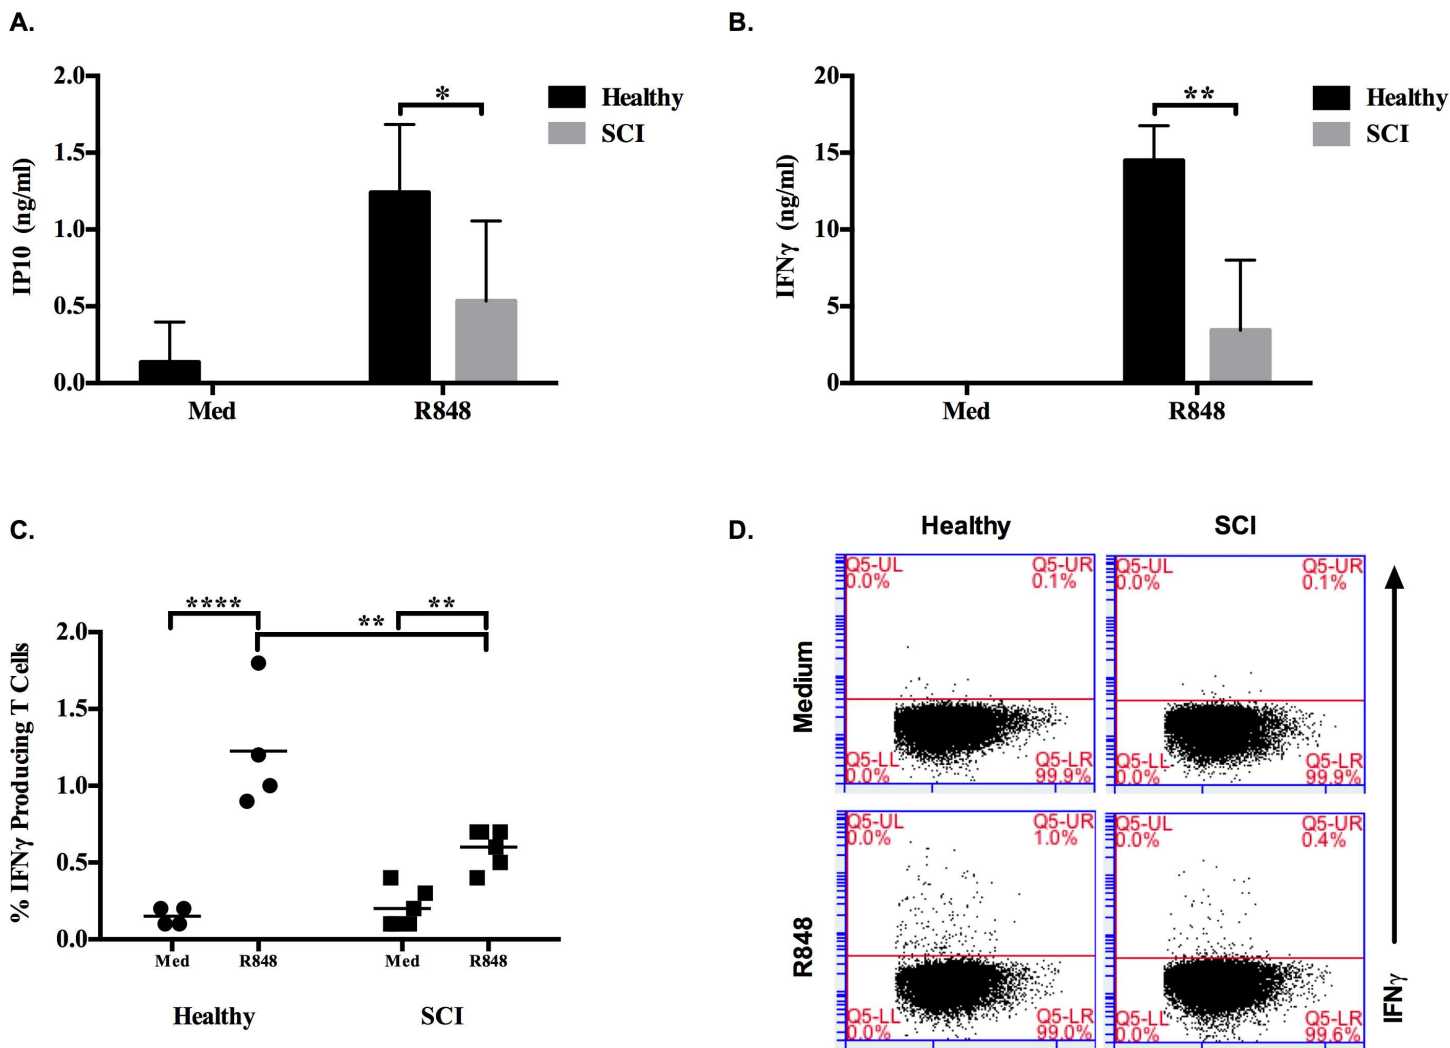 A.
2.0
1.5
1.0
0.5
0.0
IP10 (ng/ml)
*
Healthy
SCI
Med
R848
B.
20
15
10
5
0
IFNγ (ng/ml)
**
Healthy
SCI
Med
R848
C.
% IFNγ Producing T Cells
2.0
1.5
1.0
0.5
0.0
****
**
**
Med
R848
Med
R848
Healthy
SCI
D.
Healthy
SCI
Medium
Q5-UL
0.0%
Q5-UR
0.1%
Q5-LL
0.0%
Q5-LR
99.9%
Q5-UL
0.0%
Q5-UR
0.1%
Q5-LL
0.0%
Q5-LR
99.9%
R848
Q5-UL
0.0%
Q5-UR
1.0%
Q5-LL
0.0%
Q5-LR
99.0%
Q5-UL
0.0%
Q5-UR
0.4%
Q5-LL
0.0%
Q5-LR
99.6%
IFNγ